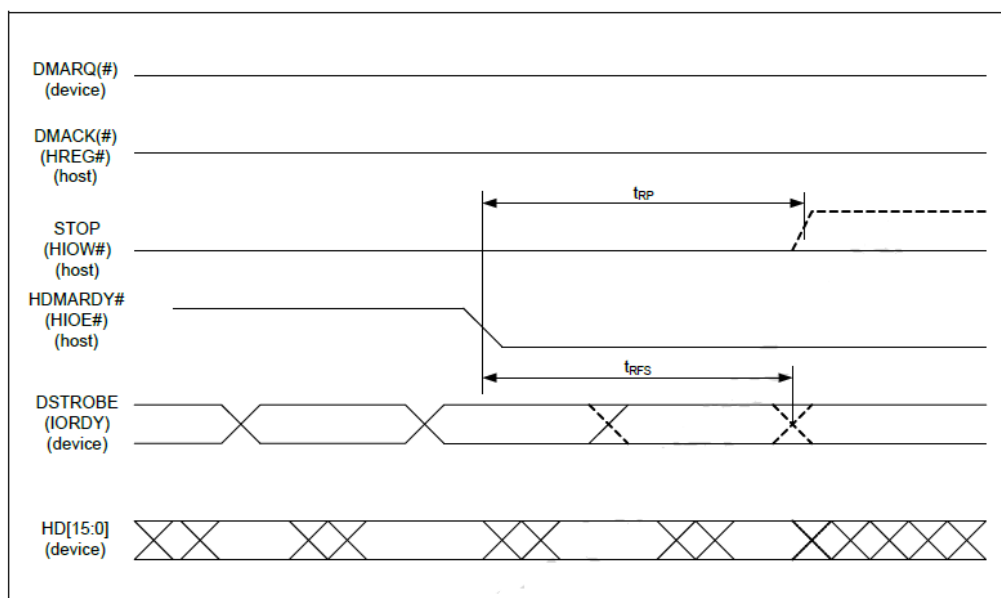 DMARQ(#)
(device)
DMACK(#)
(HREG#)
(host)
tRP
STOP
(HIOW#)
(host)
HDMARDY#
(HIOE#)
(host)
tRFS
DSTROBE
(IORDY)
(device)
HD[15:0]
(device)